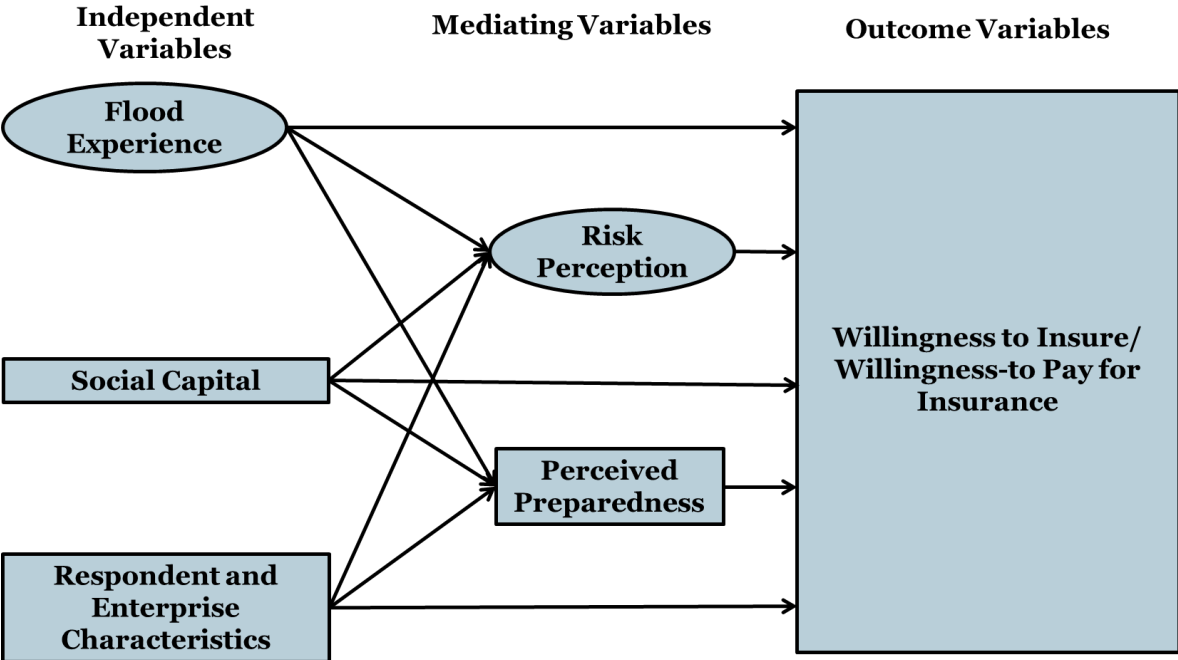 Independent
Variables
Mediating Variables
Outcome Variables
Flood
Experience
Risk
Perception
Willingness to Insure/
Willingness-to Pay for
Insurance
Social Capital
Perceived
Preparedness
Respondent and
Enterprise
Characteristics